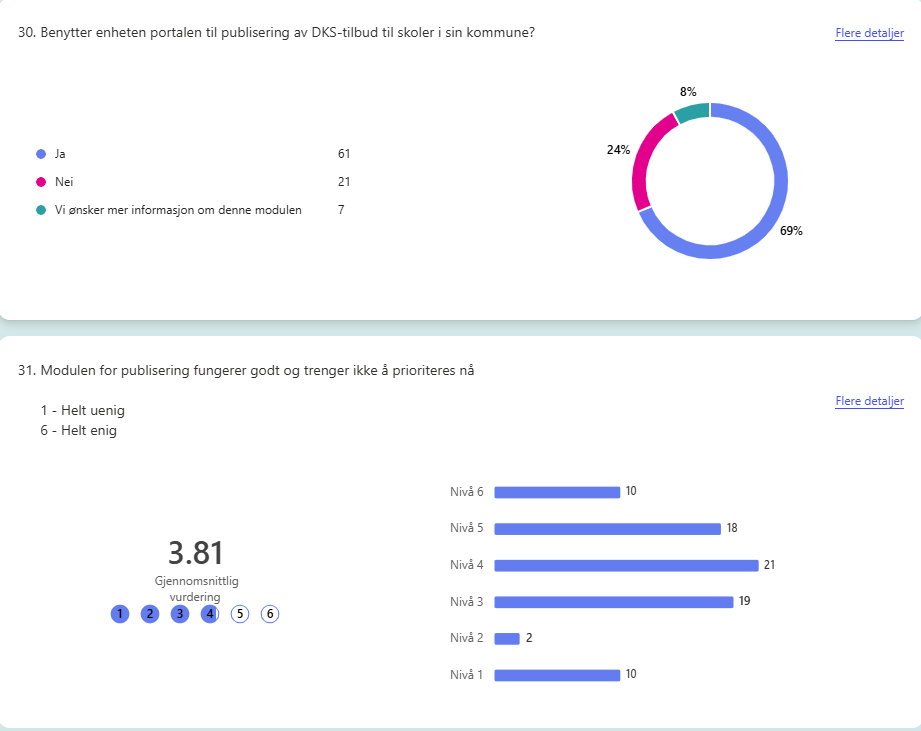 30. Benytter enheten portalen til publisering av DKS-tilbud til skoler i sin kommune?
Flere detaljer
8%
24%
69%
Ja 61
Nei 21
Vi ønsker mer informasjon om denne modulen 7
31. Modulen for publisering fungerer godt og trenger ikke å prioriteres nå
Flere detaljer
1 - Helt uenig
6 - Helt enig
3.81
Gjennomsnittlig
vurdering
1 2 3 4 5 6
Nivå 6 10
Nivå 5 18
Nivå 4 21
Nivå 3 19
Nivå 2 2
Nivå 1 10